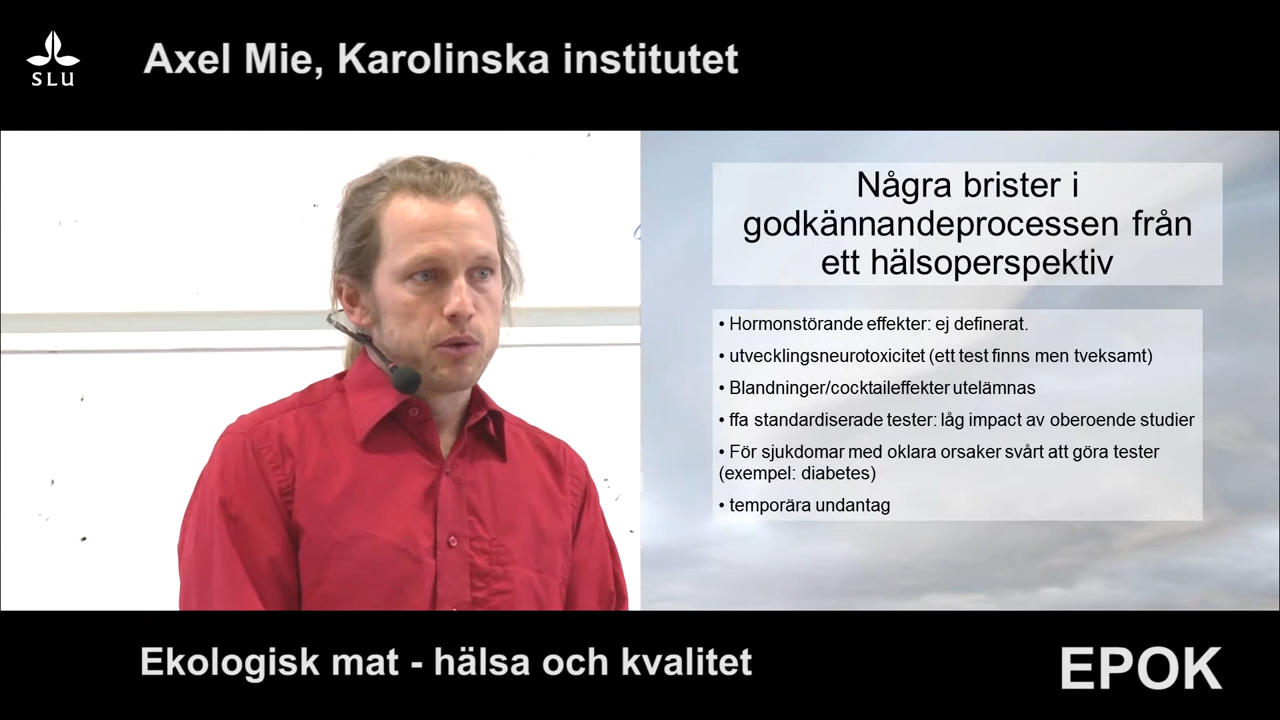 SLU
Axel Mie, Karolinska institutet
Några brister i
godkännandeprocessen från
ett hälsoperspektiv
• Hormonstörande effekter: ej definerat.
• utvecklingsneurotoxicitet (ett test finns men tveksamt)
• Blandningar/cocktaileffekter utelämnas
• ffa standardiserade tester: låg impact av oberoende studier
• För sjukdomar med oklara orsaker svårt att göra tester
(exempel: diabetes)
• temporära undantag
Ekologisk mat - hälsa och kvalitet
EPOK